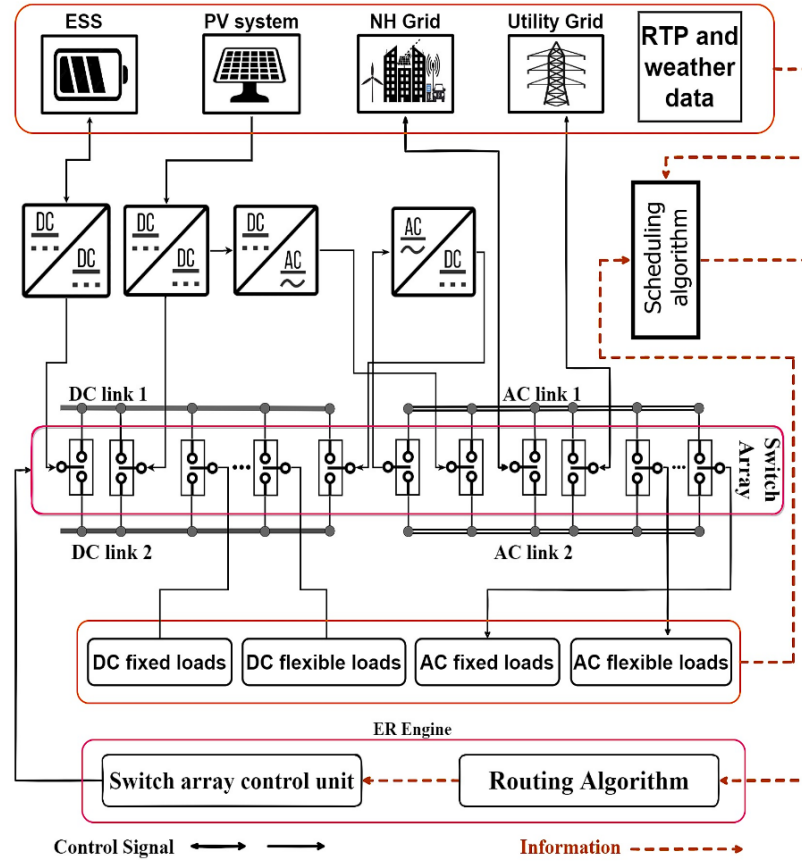 ESS
PV system
NH Grid
Utility Grid
RTP and
weather
data
DC
DC
DC
DC
DC
AC
AC
DC
Scheduling
algorithm
DC link 1
AC link 1
Switch
Array
DC link 2
AC link 2
DC fixed loads
DC flexible loads
AC fixed loads
AC flexible loads
ER Engine
Switch array control unit
Routing Algorithm
Control Signal
Information